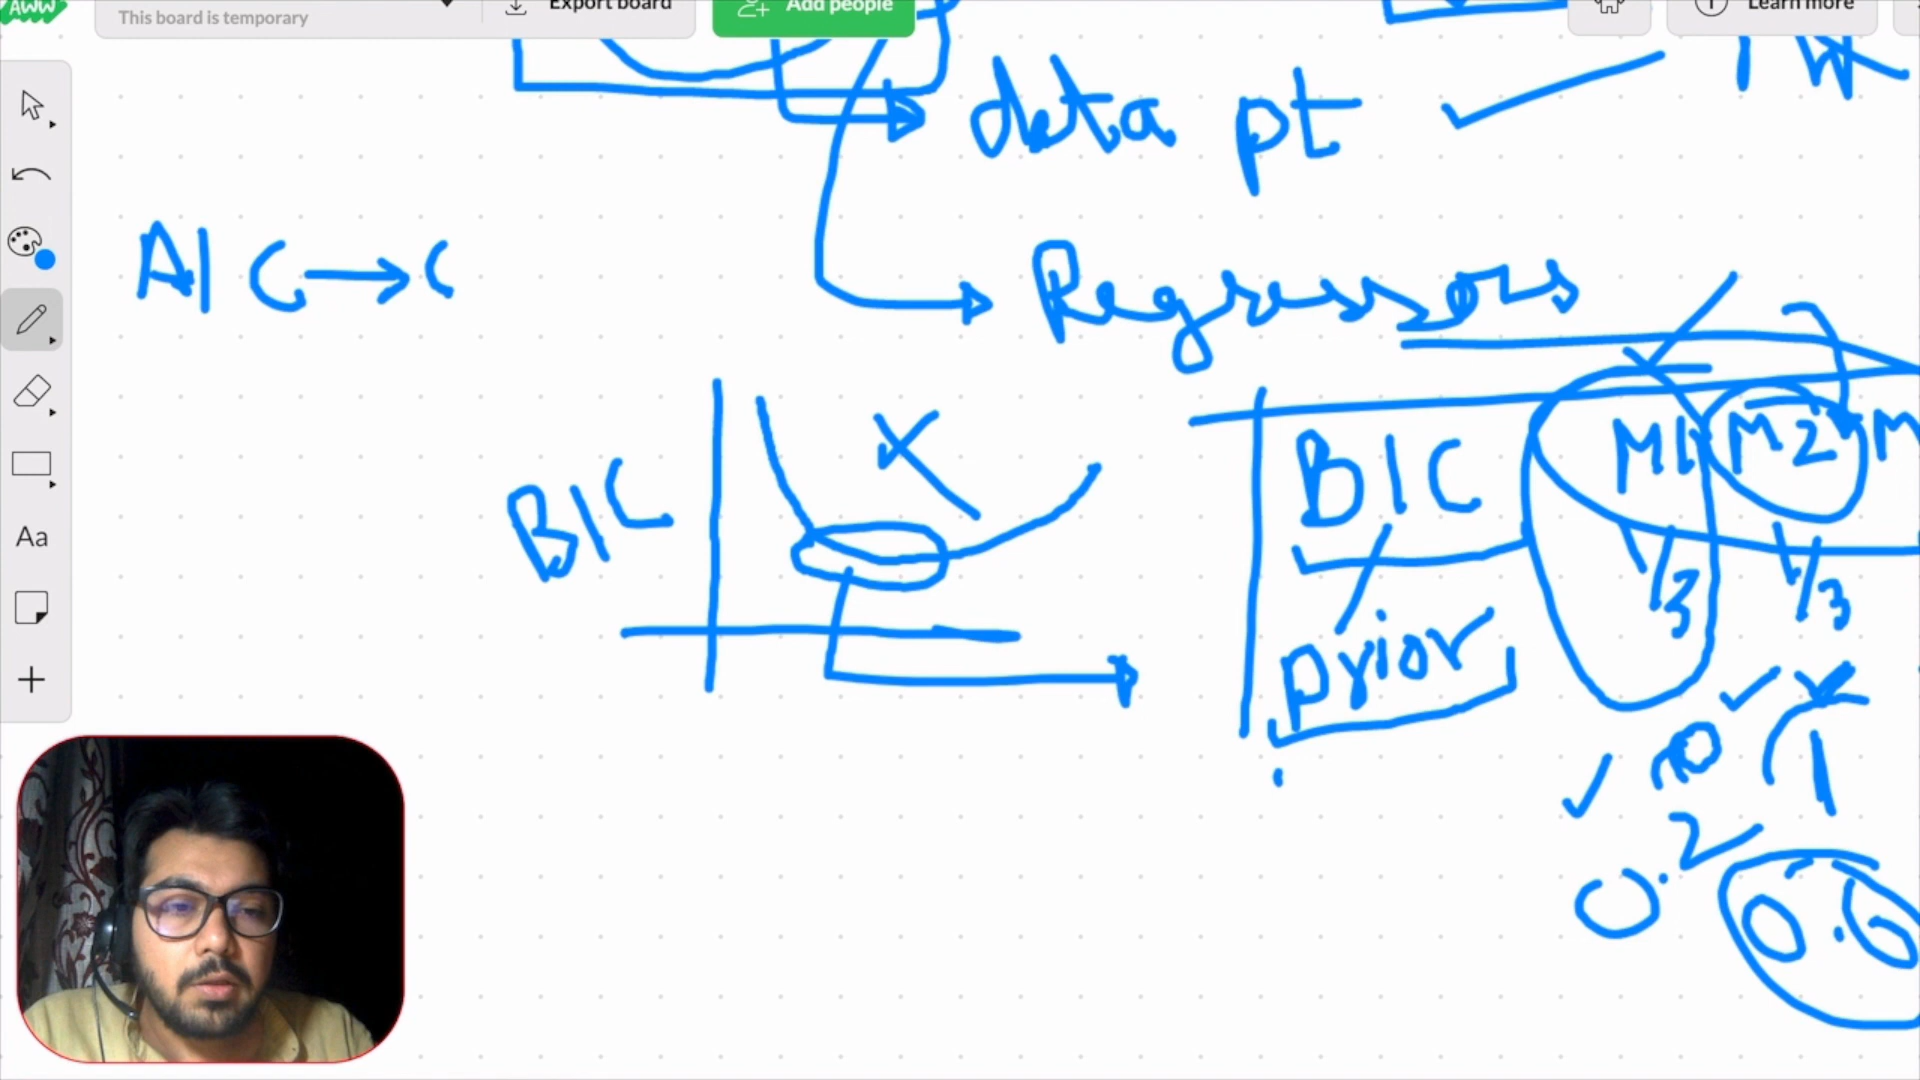 AWW
This board is temporary
Export board
Add people
Learn more
data pt
AIC → C
Regressors
BIC
BIC M1 M2 M
1/3 1/3
prior
0.2 0.6
Aa